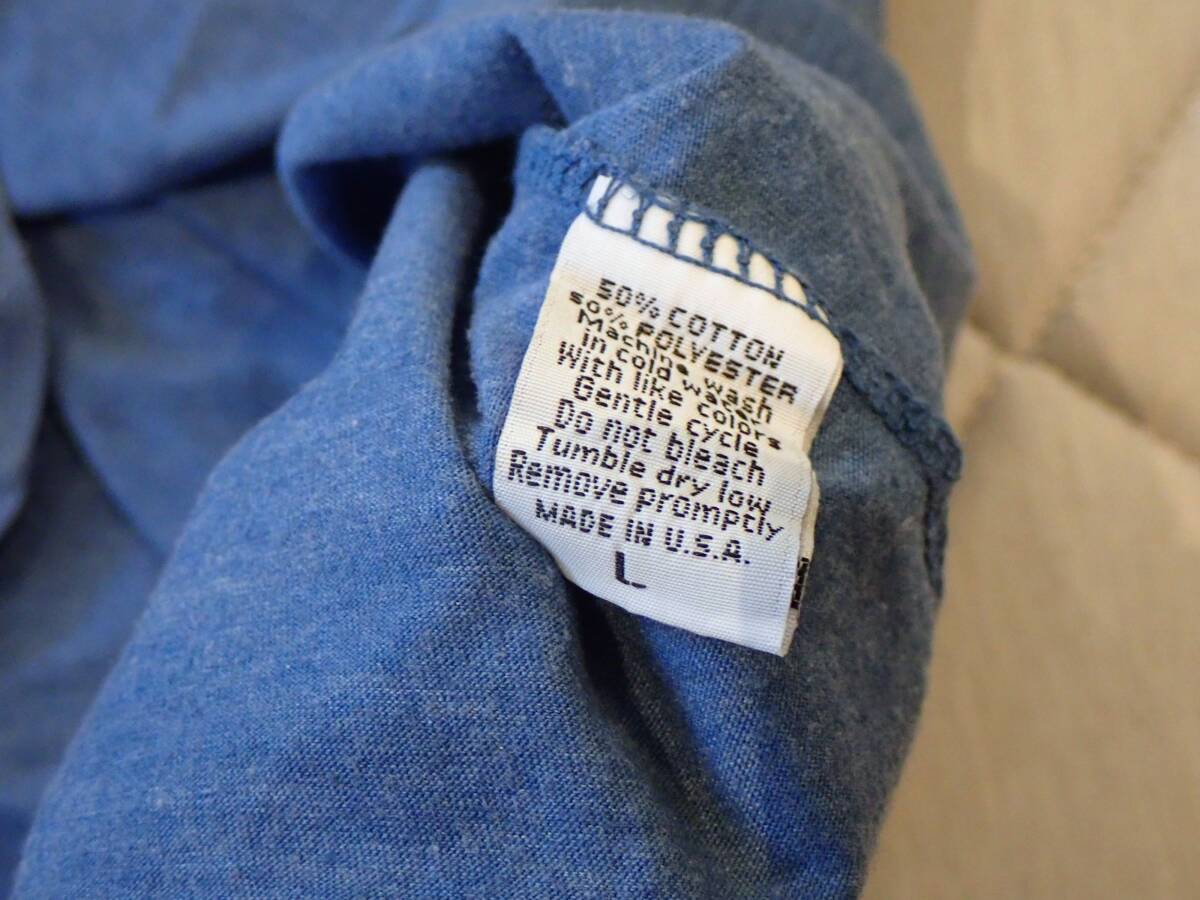 50% COTTON
50% POLYESTER
Machine wash
in cold water
With like colors
Gentle cycle
Do not bleach
Tumble dry low
Remove promptly
MADE IN U.S.A.
L